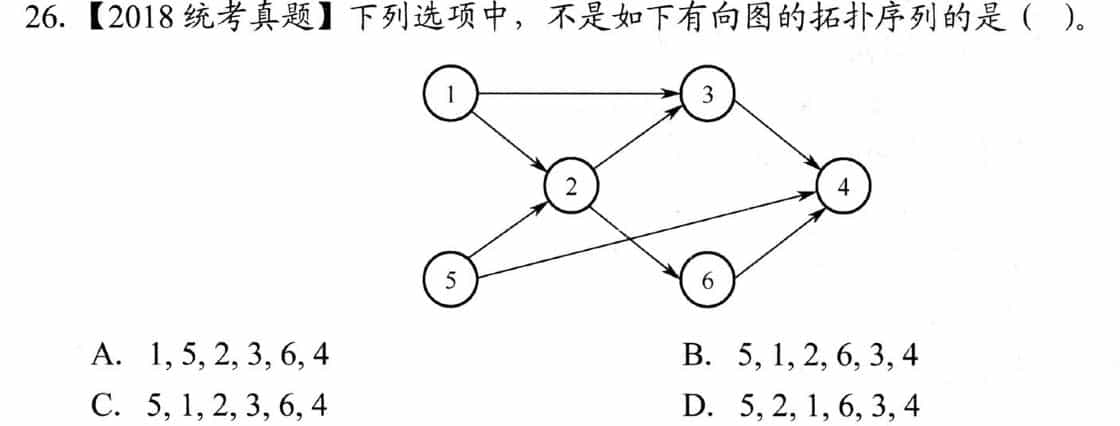 26. 【2018 统考真题】下列选项中，不是如下有向图的拓扑序列的是（ ）。
1
3
2
4
5
6
A. 1, 5, 2, 3, 6, 4
B. 5, 1, 2, 6, 3, 4
C. 5, 1, 2, 3, 6, 4
D. 5, 2, 1, 6, 3, 4